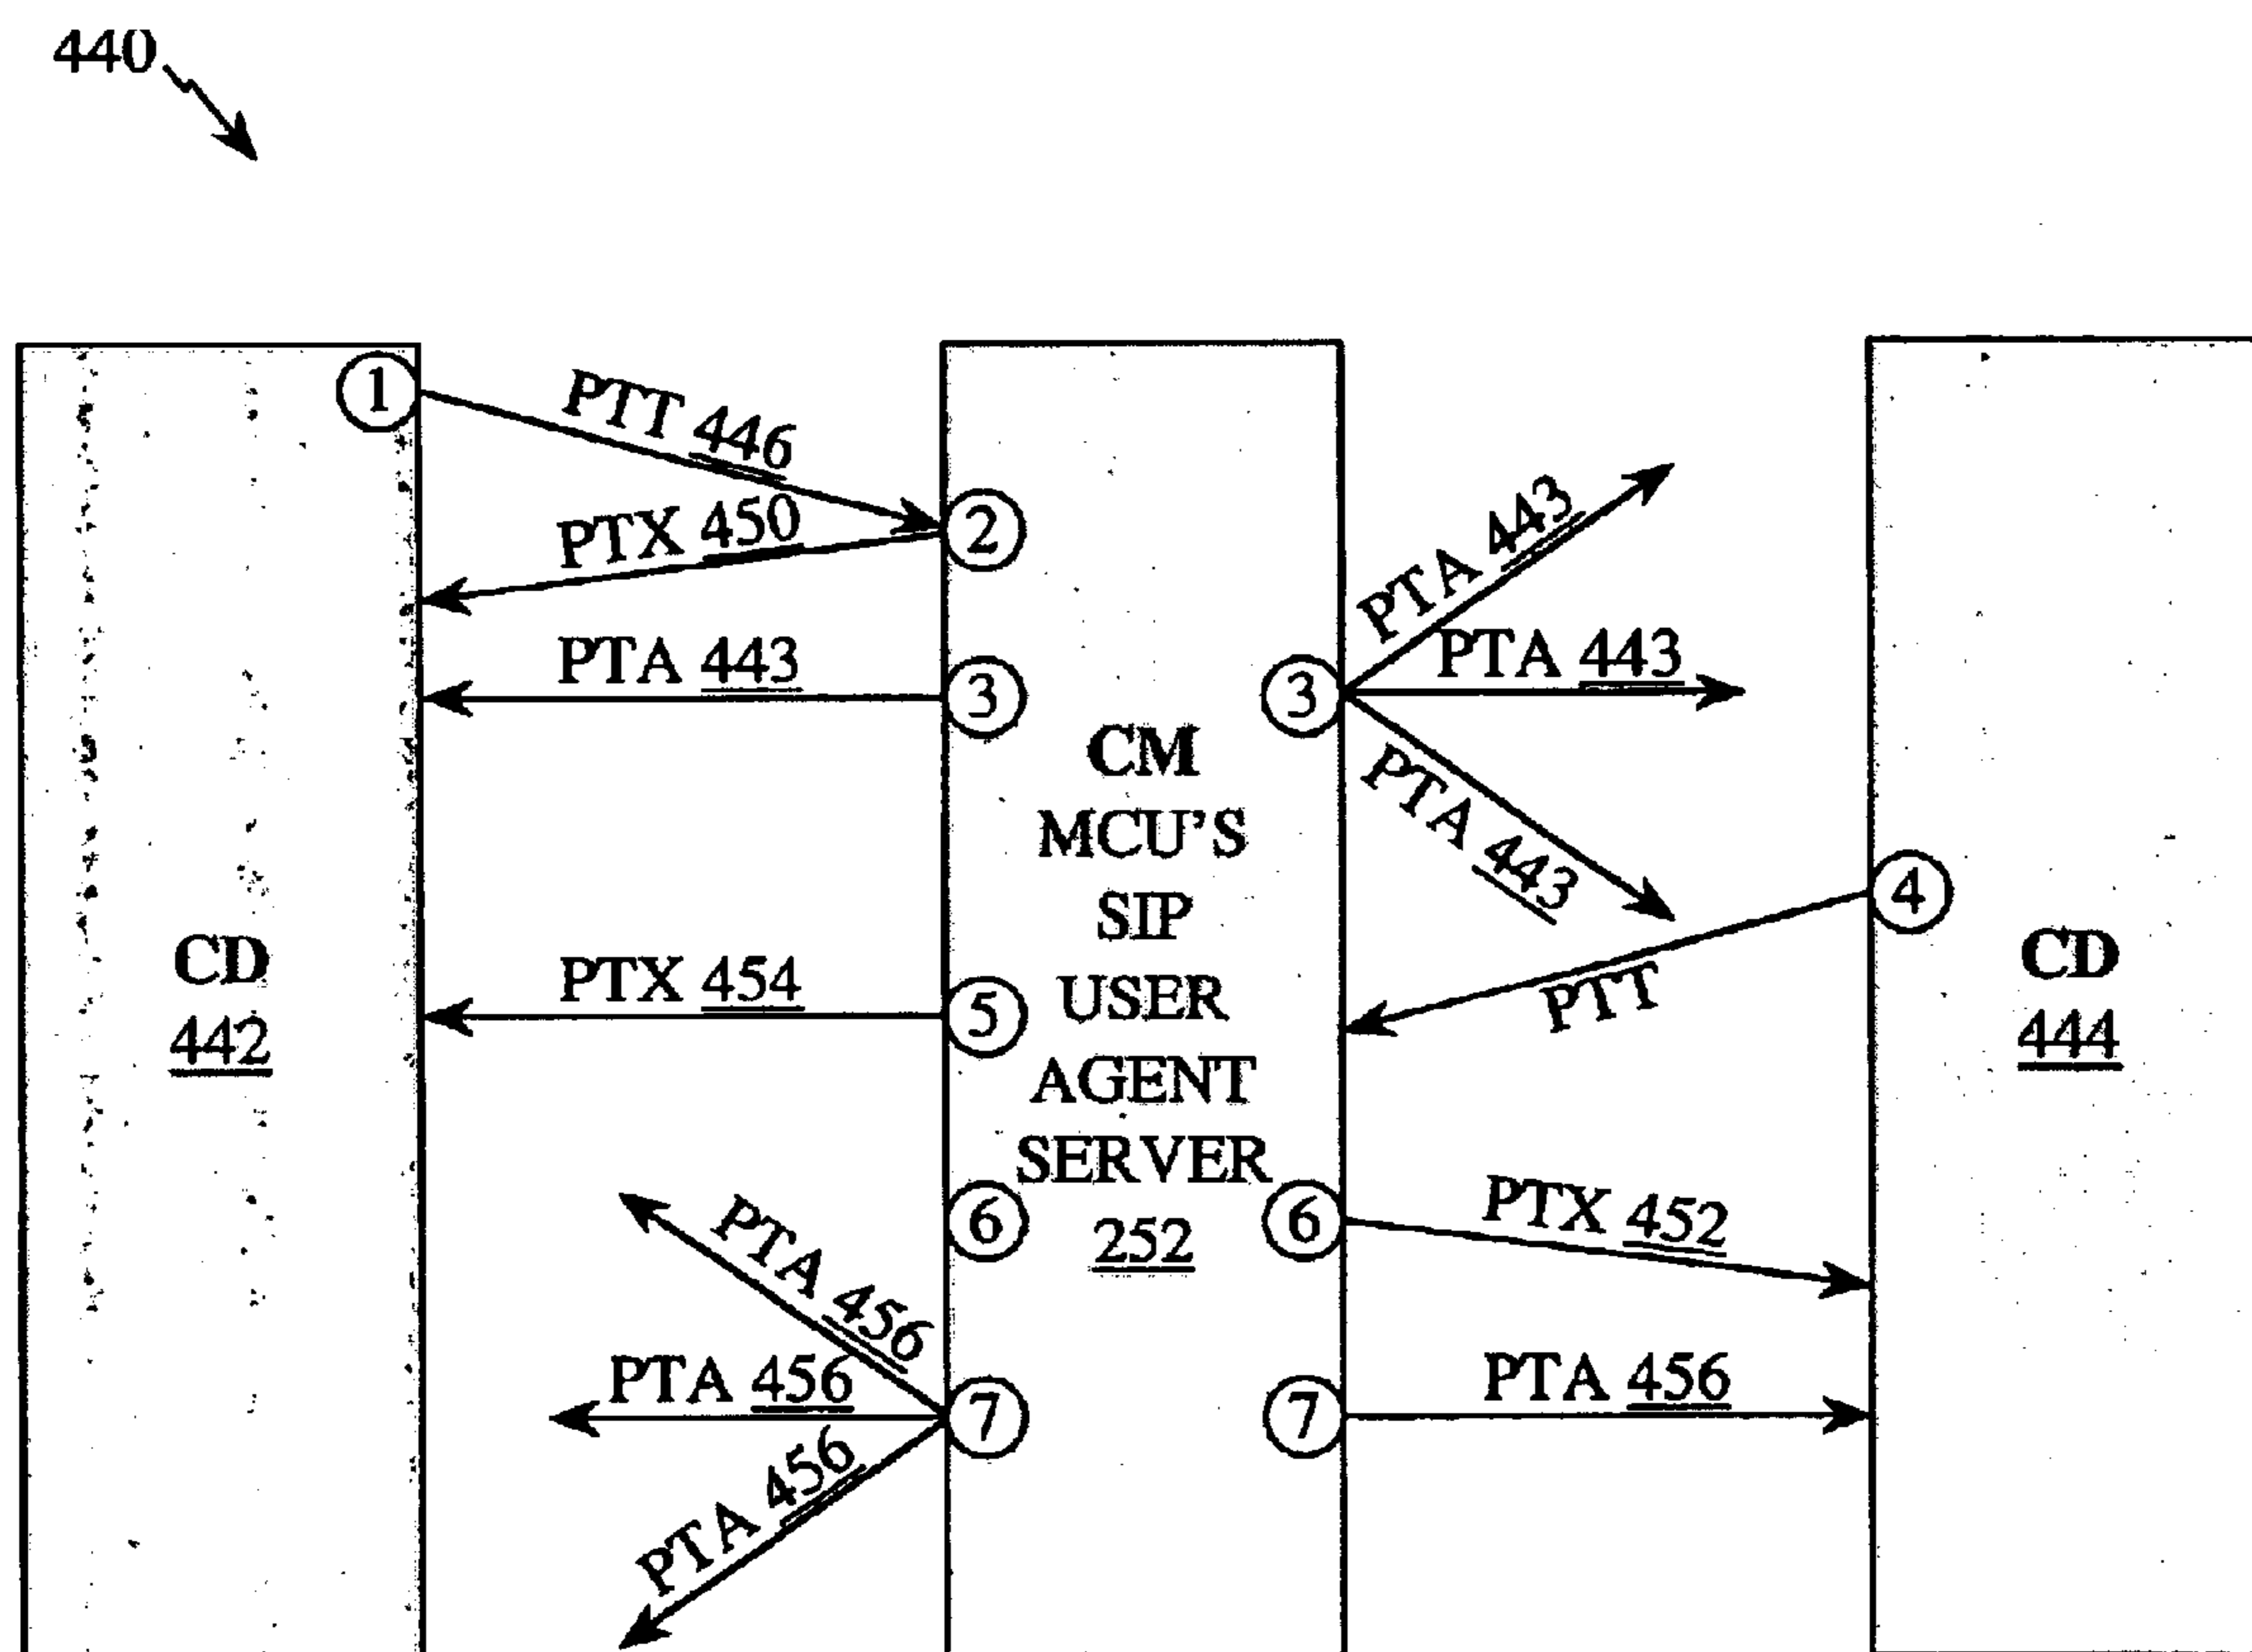 440
1
PTT 446
PTX 450
2
PTA 443
3
3
PTA 443
PTA 443
PTA 443
CM
MCU'S
SIP
USER
AGENT
SERVER
252
4
PTT
CD
442
CD
444
PTX 454
5
6
6
PTX 452
PTA 456
PTA 456
PTA 456
7
7
PTA 456